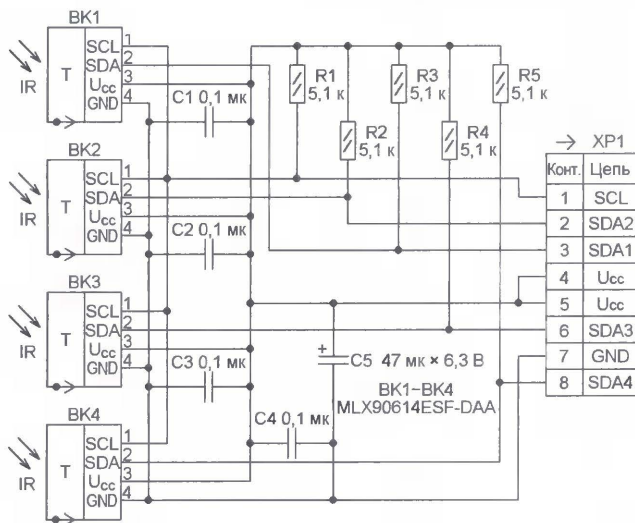 BK1
IR
T
SCL 1
SDA 2
Ucc 3
GND 4
C1 0,1 мк
BK2
IR
T
SCL 1
SDA 2
Ucc 3
GND 4
C2 0,1 мк
BK3
IR
T
SCL 1
SDA 2
Ucc 3
GND 4
C3 0,1 мк
BK4
IR
T
SCL 1
SDA 2
Ucc 3
GND 4
C4 0,1 мк
R1
5,1 к
R2
5,1 к
R3
5,1 к
R4
5,1 к
R5
5,1 к
+
C5 47 мк × 6,3 В
BK1–BK4
MLX90614ESF-DAA
→ XP1
Конт. Цепь
1 SCL
2 SDA2
3 SDA1
4 Ucc
5 Ucc
6 SDA3
7 GND
8 SDA4